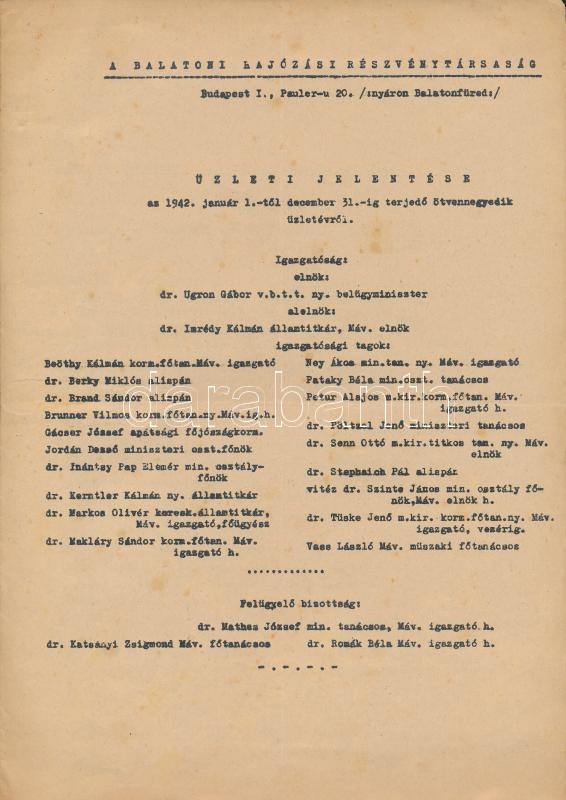 A BALATONI HAJÓZÁSI RÉSZVÉNYTÁRSASÁG
Budapest I., Pauler-u 20. /:nyáron Balatonfüred:/
ÜZLETI JELENTÉSE
az 1942. január 1.-től december 31.-ig terjedő ötvennegyedik
üzletévről.
Igazgatóság:
elnök:
dr. Ugron Gábor v.b.t.t. ny. belügyminiszter
alelnök:
dr. Imrédy Kálmán államtitkár, Máv. elnök
igazgatósági tagok:
Beöthy Kálmán korm.főtan.Máv. igazgató
dr. Berky Miklós alispán
dr. Brand Sándor alispán
Brunner Vilmos korm.főtan.ny.Máv.ig.h.
Gácser József apátsági főjószágkorm.
Jordán Dezső miniszteri oszt.főnök
dr. Inántsy Pap Elemér min. osztály-
főnök
dr. Kerntler Kálmán ny. államtitkár
dr. Markos Olivér keresk.államtitkár,
Máv. igazgató,főügyész
dr. Makláry Sándor korm.főtan. Máv.
igazgató h.
Ney Ákos min.tan. ny. Máv. igazgató
Pataky Béla min.oszt. tanácsos
Petur Alajos m.kir.korm.főtan. Máv.
igazgató h.
dr. Pöltzl Jenő miniszteri tanácsos
dr. Senn Ottó m.kir.titkos tan. ny. Máv.
elnök
dr. Stephaich Pál alispán
vitéz dr. Szinte János min. osztály fő-
nök,Máv. elnök h.
dr. Tüske Jenő m.kir. korm.főtan.ny. Máv.
igazgató, vezérig.
Vass László Máv. műszaki főtanácsos
.............
Felügyelő bizottság:
dr. Mathes József min. tanácsos, Máv. igazgató h.
dr. Katsányi Zsigmond Máv. főtanácsos
dr. Romák Béla Máv. igazgató h.
-.-.-.-
darabanth